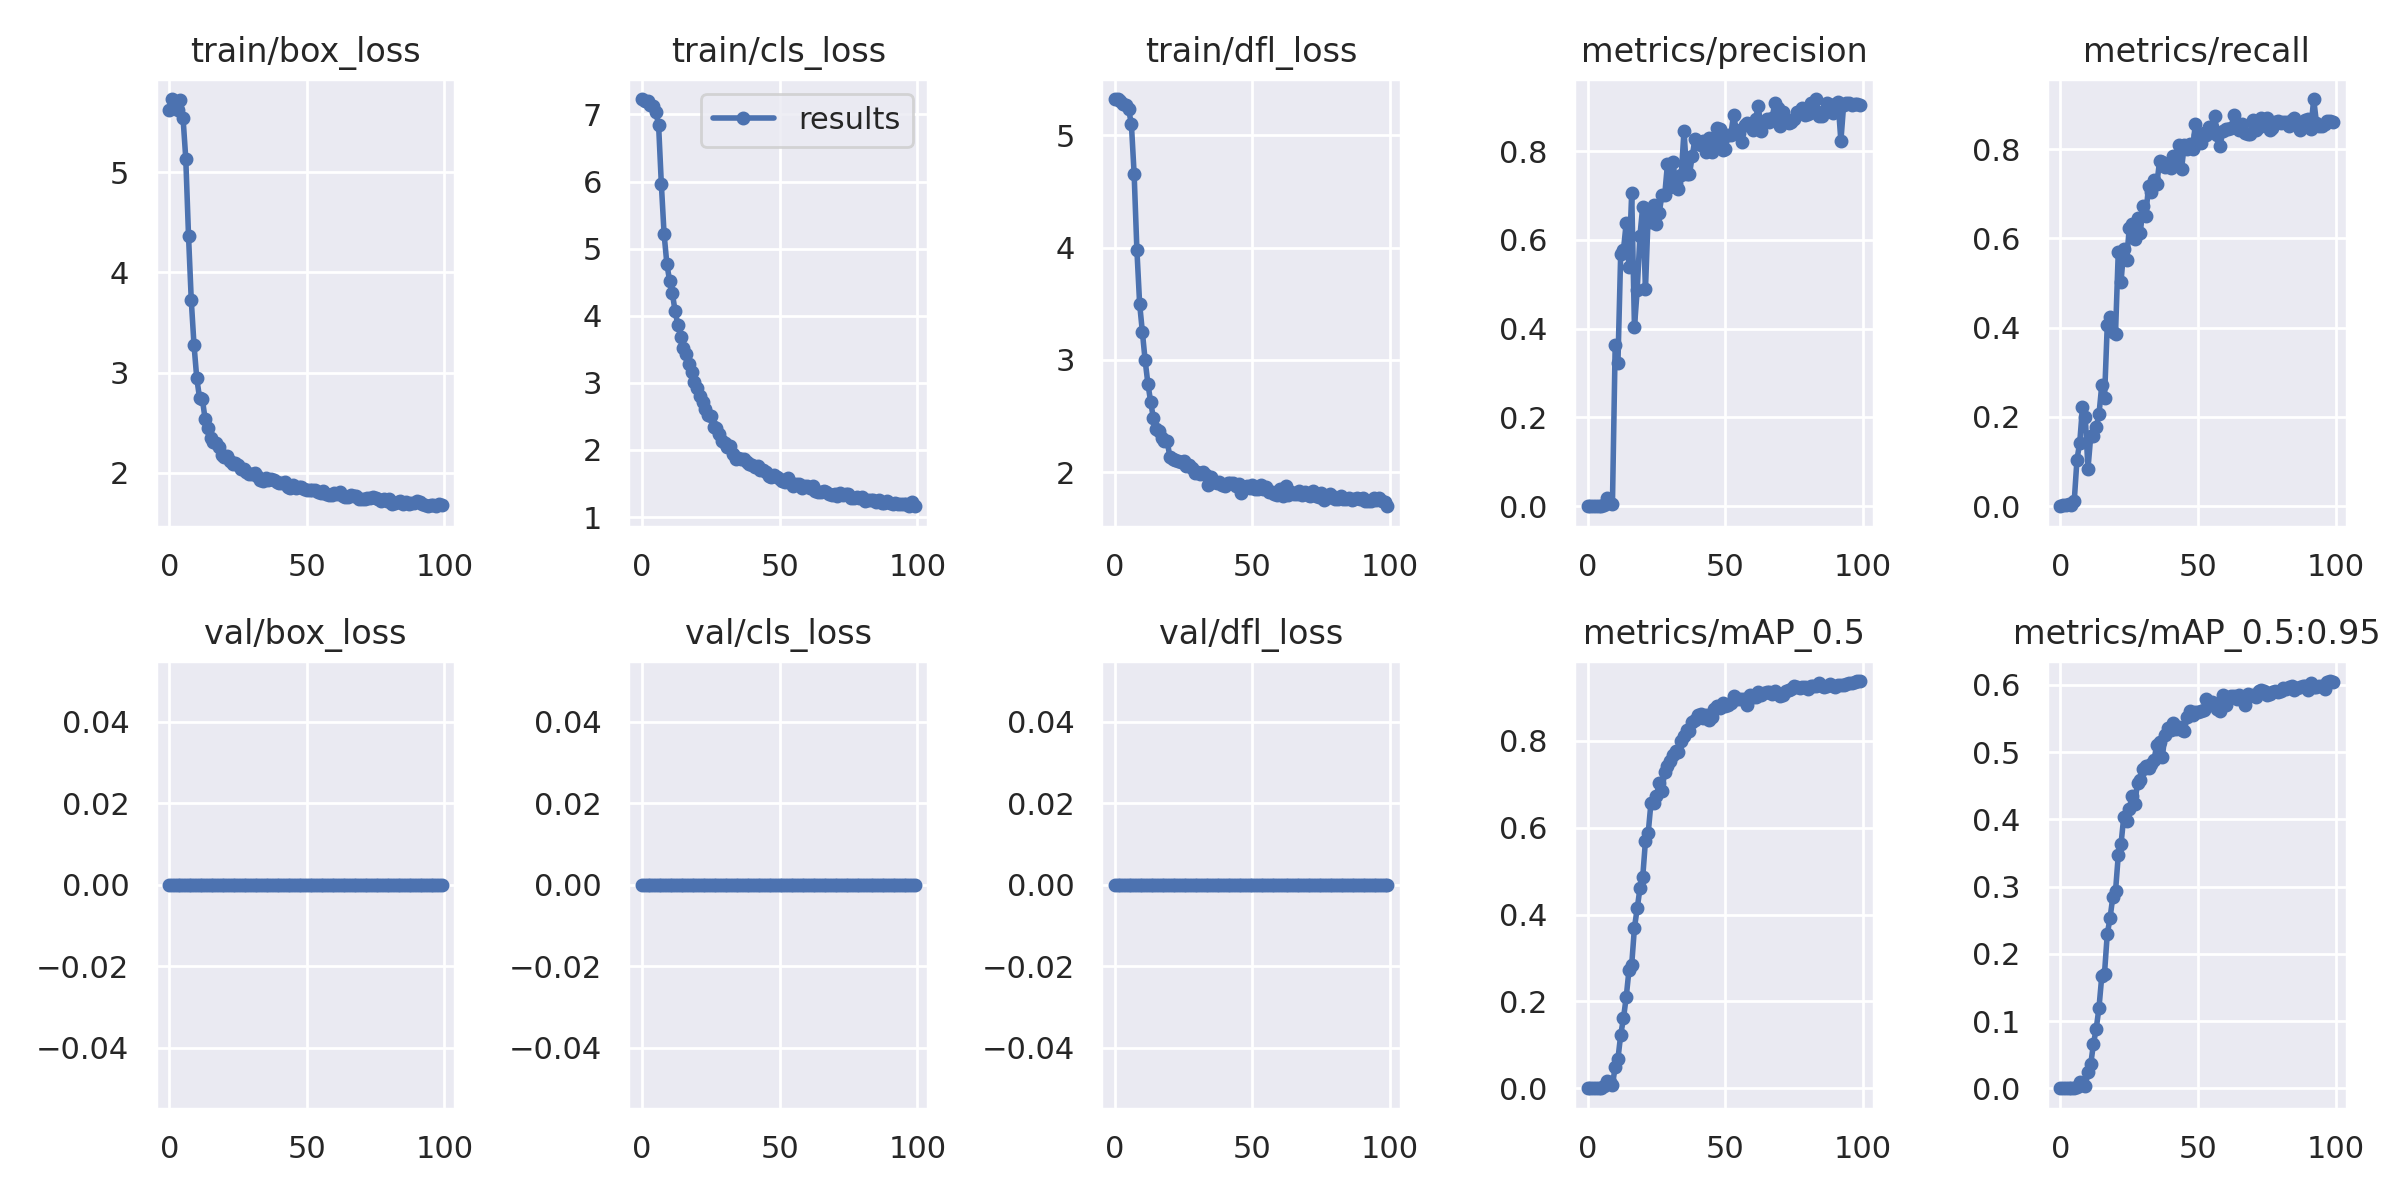 train/box_loss
5
4
3
2
0 50 100
train/cls_loss
results
7
6
5
4
3
2
1
0 50 100
train/dfl_loss
5
4
3
2
0 50 100
metrics/precision
0.8
0.6
0.4
0.2
0.0
0 50 100
metrics/recall
0.8
0.6
0.4
0.2
0.0
0 50 100
val/box_loss
0.04
0.02
0.00
−0.02
−0.04
0 50 100
val/cls_loss
0.04
0.02
0.00
−0.02
−0.04
0 50 100
val/dfl_loss
0.04
0.02
0.00
−0.02
−0.04
0 50 100
metrics/mAP_0.5
0.8
0.6
0.4
0.2
0.0
0 50 100
metrics/mAP_0.5:0.95
0.6
0.5
0.4
0.3
0.2
0.1
0.0
0 50 100